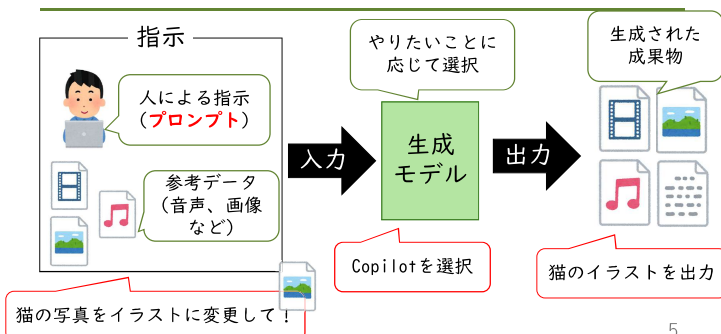 指示
人による指示
(プロンプト)
参考データ
(音声、画像
など)
猫の写真をイラストに変更して!
入力
やりたいことに
応じて選択
生成
モデル
Copilotを選択
出力
生成された
成果物
猫のイラストを出力
5